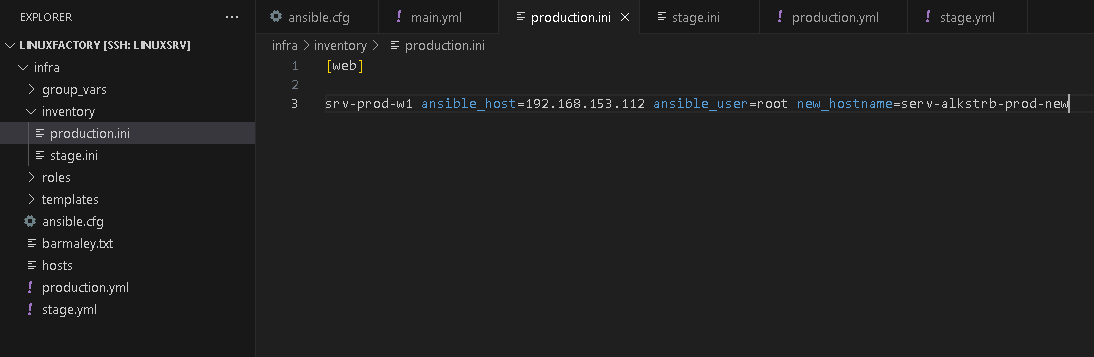 EXPLORER
LINUXFACTORY [SSH: LINUXSRV]
infra
group_vars
inventory
production.ini
stage.ini
roles
templates
ansible.cfg
barmaley.txt
hosts
production.yml
stage.yml
ansible.cfg main.yml production.ini stage.ini production.yml stage.yml
infra > inventory > production.ini
1 [web]
2
3 srv-prod-w1 ansible_host=192.168.153.112 ansible_user=root new_hostname=serv-alkstrb-prod-new